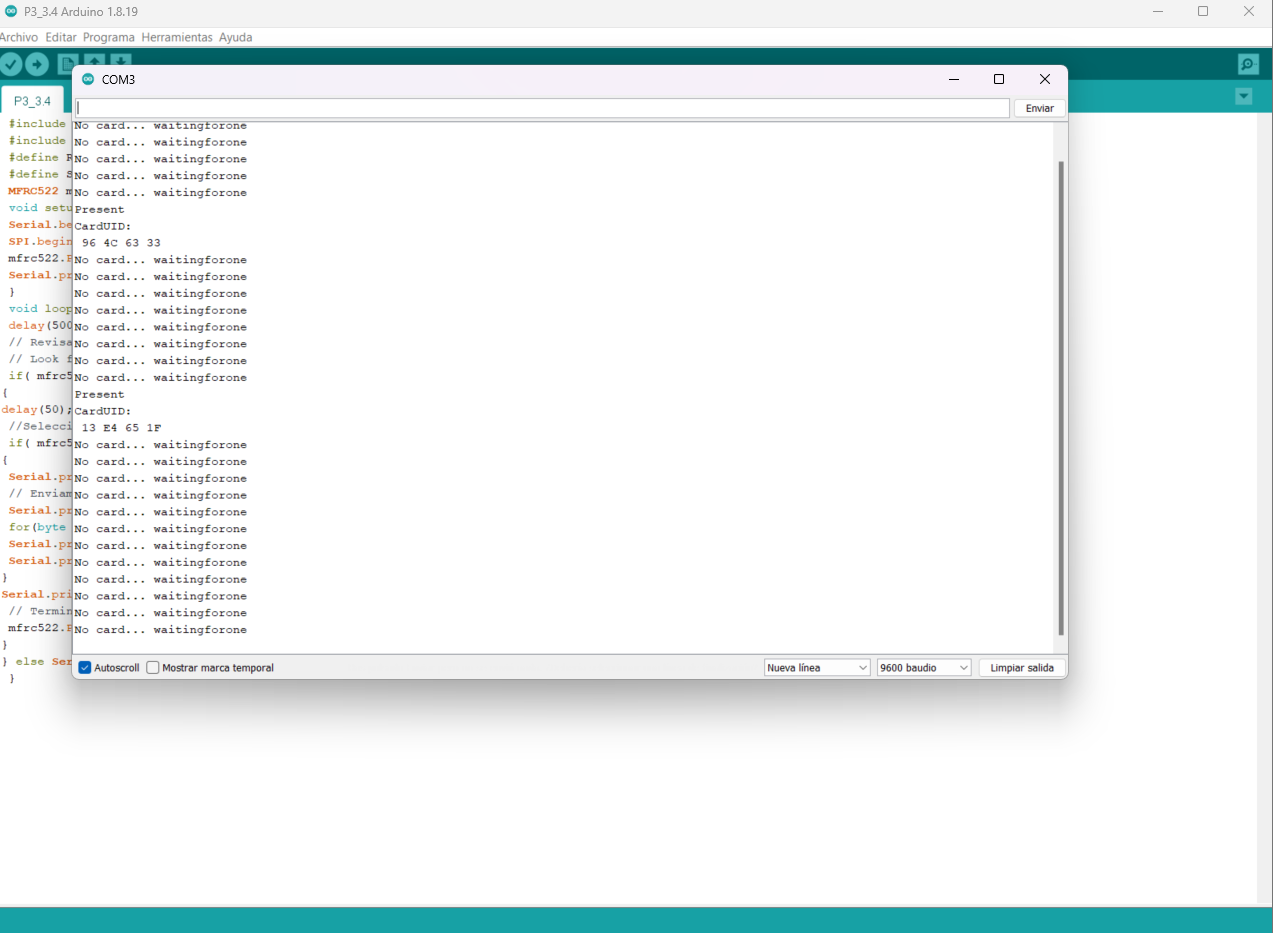 P3_3.4 Arduino 1.8.19
Archivo Editar Programa Herramientas Ayuda
P3_3.4
#include
#include
#define R
#define S
MFRC522 m
void setu
Serial.be
SPI.begin
mfrc522.P
Serial.pr
}
void loop
delay(500
// Revisa
// Look f
if( mfrc5
{
delay(50);
//Selecci
if( mfrc5
{
Serial.pr
// Enviam
Serial.pr
for(byte
Serial.pr
Serial.pr
}
Serial.pri
// Termin
mfrc522.P
}
} else Ser
}
COM3
Enviar
No card... waitingforone
No card... waitingforone
No card... waitingforone
No card... waitingforone
No card... waitingforone
Present
CardUID:
96 4C 63 33
No card... waitingforone
No card... waitingforone
No card... waitingforone
No card... waitingforone
No card... waitingforone
No card... waitingforone
No card... waitingforone
No card... waitingforone
Present
CardUID:
13 E4 65 1F
No card... waitingforone
No card... waitingforone
No card... waitingforone
No card... waitingforone
No card... waitingforone
No card... waitingforone
No card... waitingforone
No card... waitingforone
No card... waitingforone
No card... waitingforone
No card... waitingforone
No card... waitingforone
Autoscroll Mostrar marca temporal Nueva línea 9600 baudio Limpiar salida